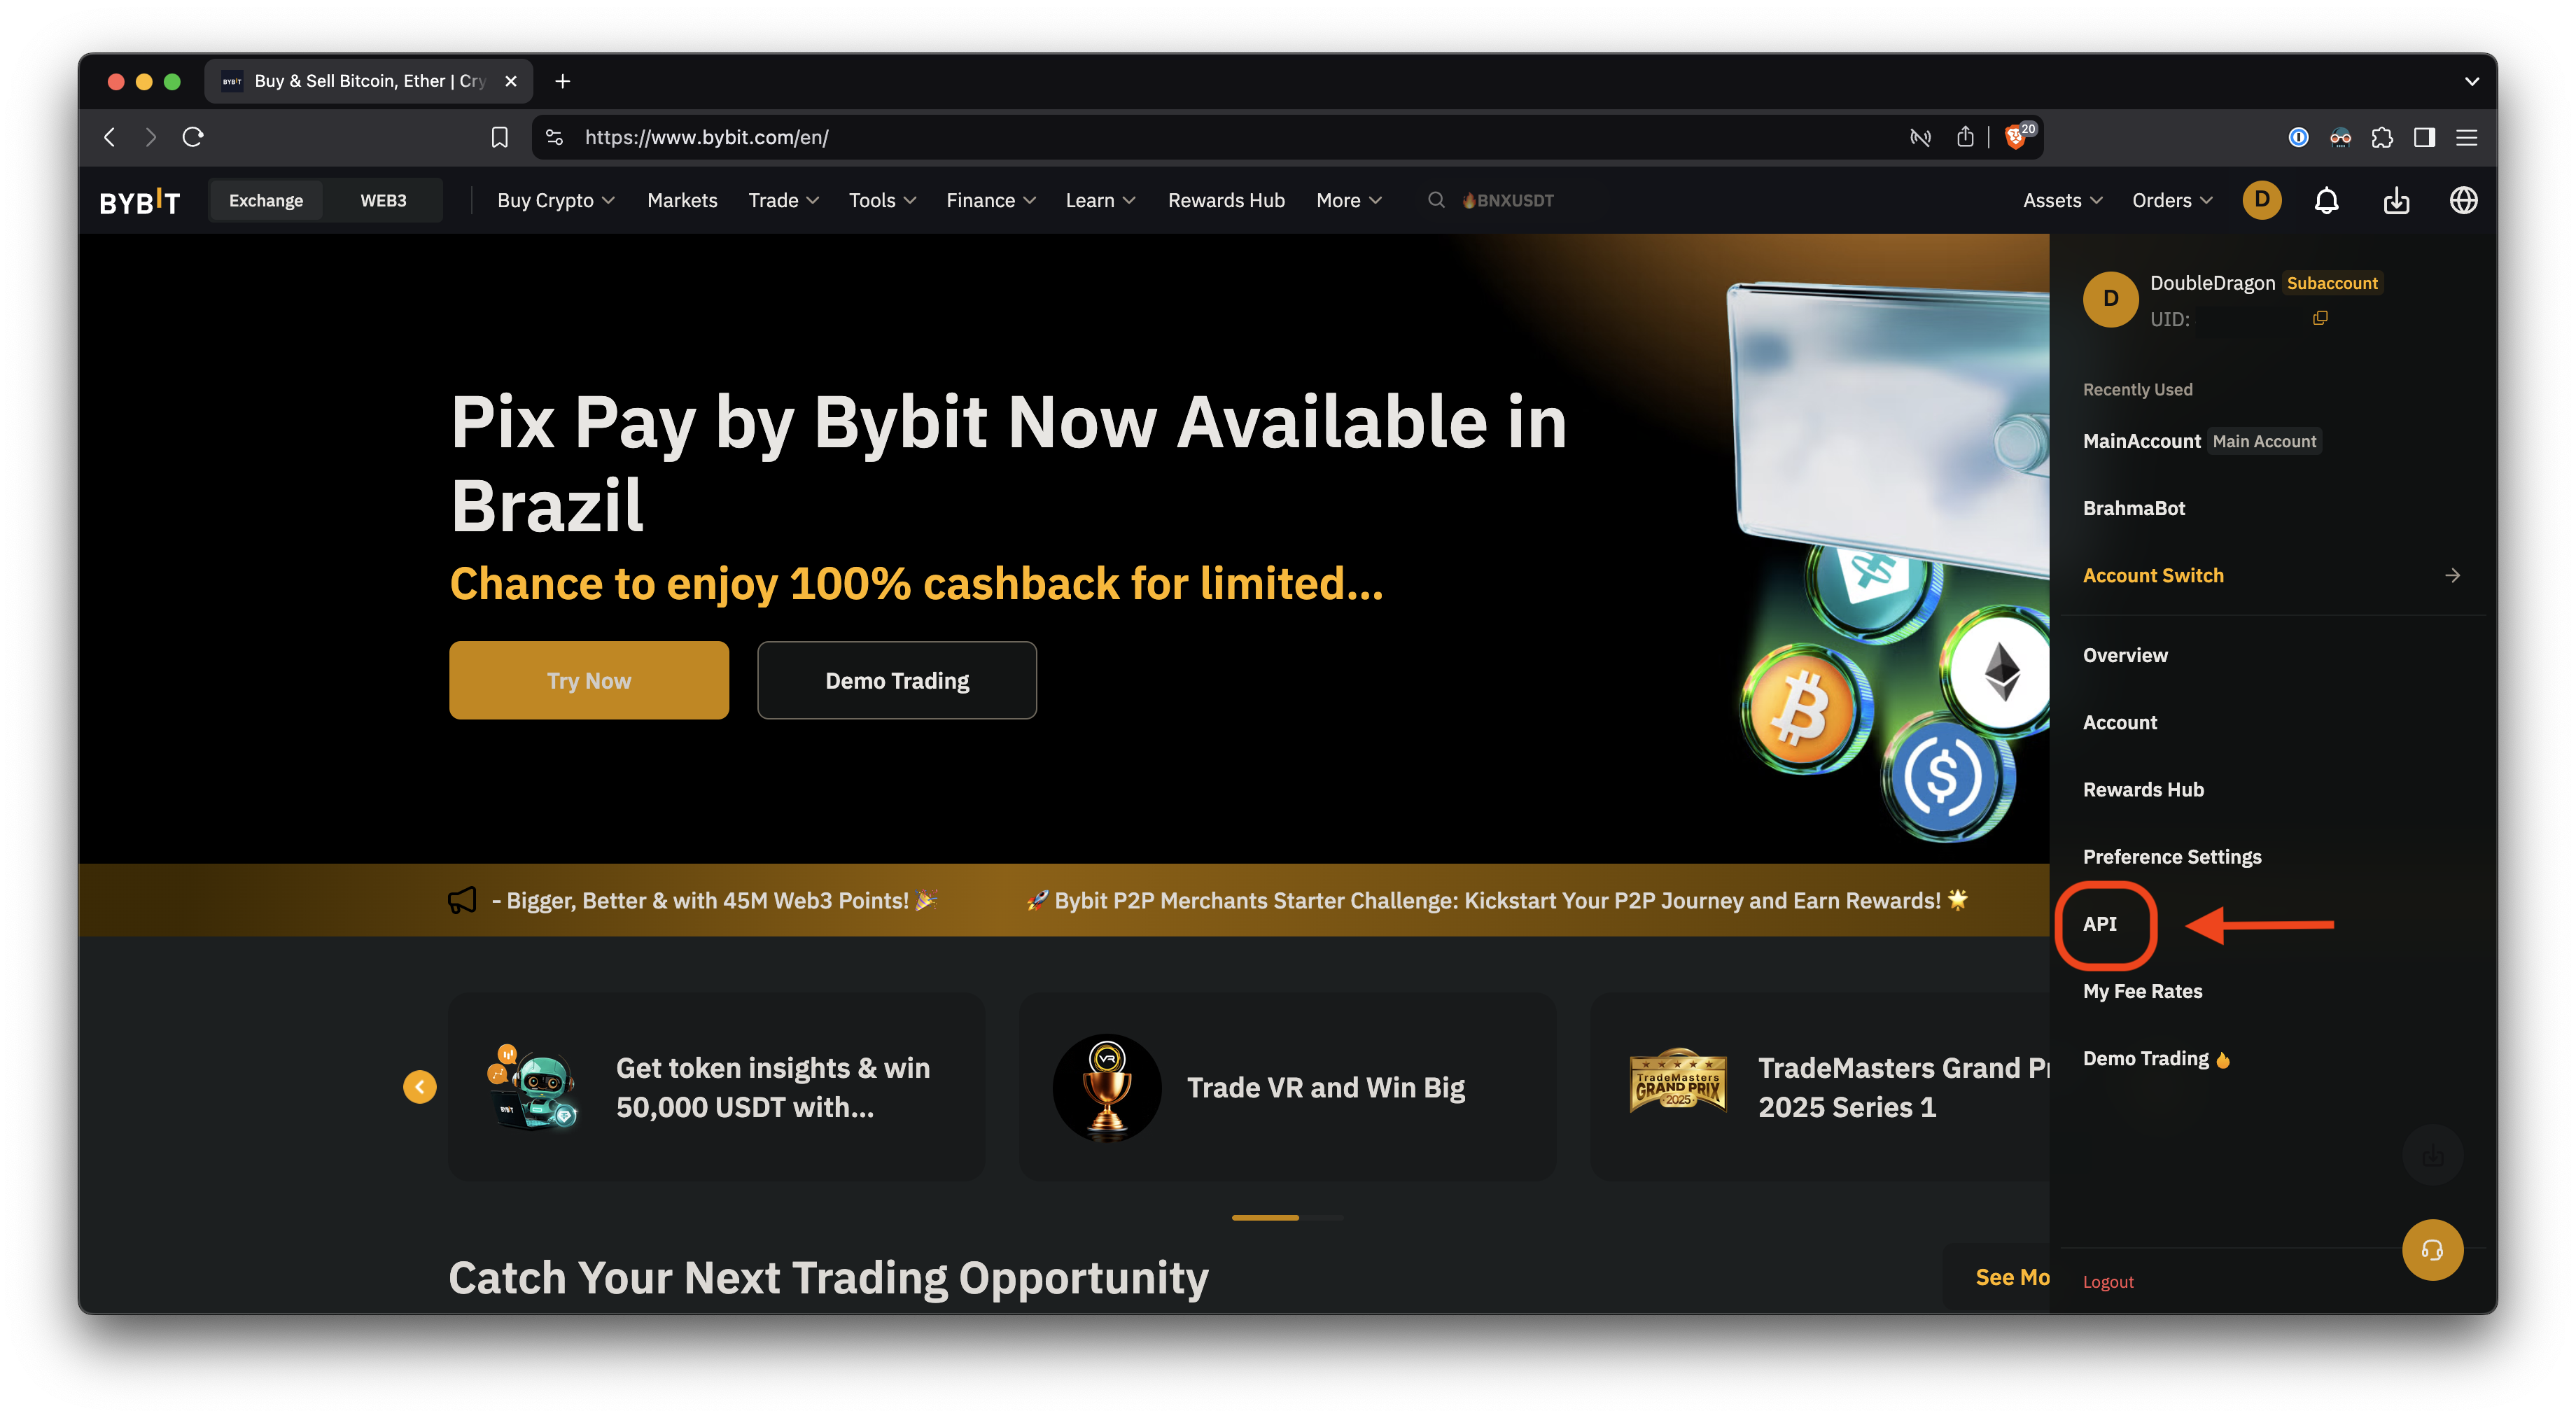 Buy & Sell Bitcoin, Ether | Cry
https://www.bybit.com/en/
20
BYBIT
Exchange
WEB3
Buy Crypto
Markets
Trade
Tools
Finance
Learn
Rewards Hub
More
🔥BNXUSDT
Assets
Orders
D
D
DoubleDragon Subaccount
UID:
Recently Used
MainAccount Main Account
BrahmaBot
Account Switch
Overview
Account
Rewards Hub
Preference Settings
API
My Fee Rates
Demo Trading 🔥
Logout
Pix Pay by Bybit Now Available in
Brazil
Chance to enjoy 100% cashback for limited...
Try Now
Demo Trading
- Bigger, Better & with 45M Web3 Points! 🎉
🚀 Bybit P2P Merchants Starter Challenge: Kickstart Your P2P Journey and Earn Rewards! 🌟
Get token insights & win
50,000 USDT with...
VR
Trade VR and Win Big
TradeMasters
GRAND PRIX
2025
TradeMasters Grand Pr
2025 Series 1
Catch Your Next Trading Opportunity
See Mo